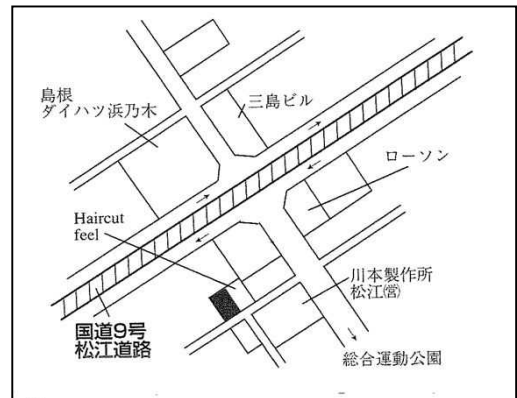 島根
ダイハツ浜乃木
三島ビル
ローソン
Haircut
feel
川本製作所
松江(営)
国道9号
松江道路
総合運動公園